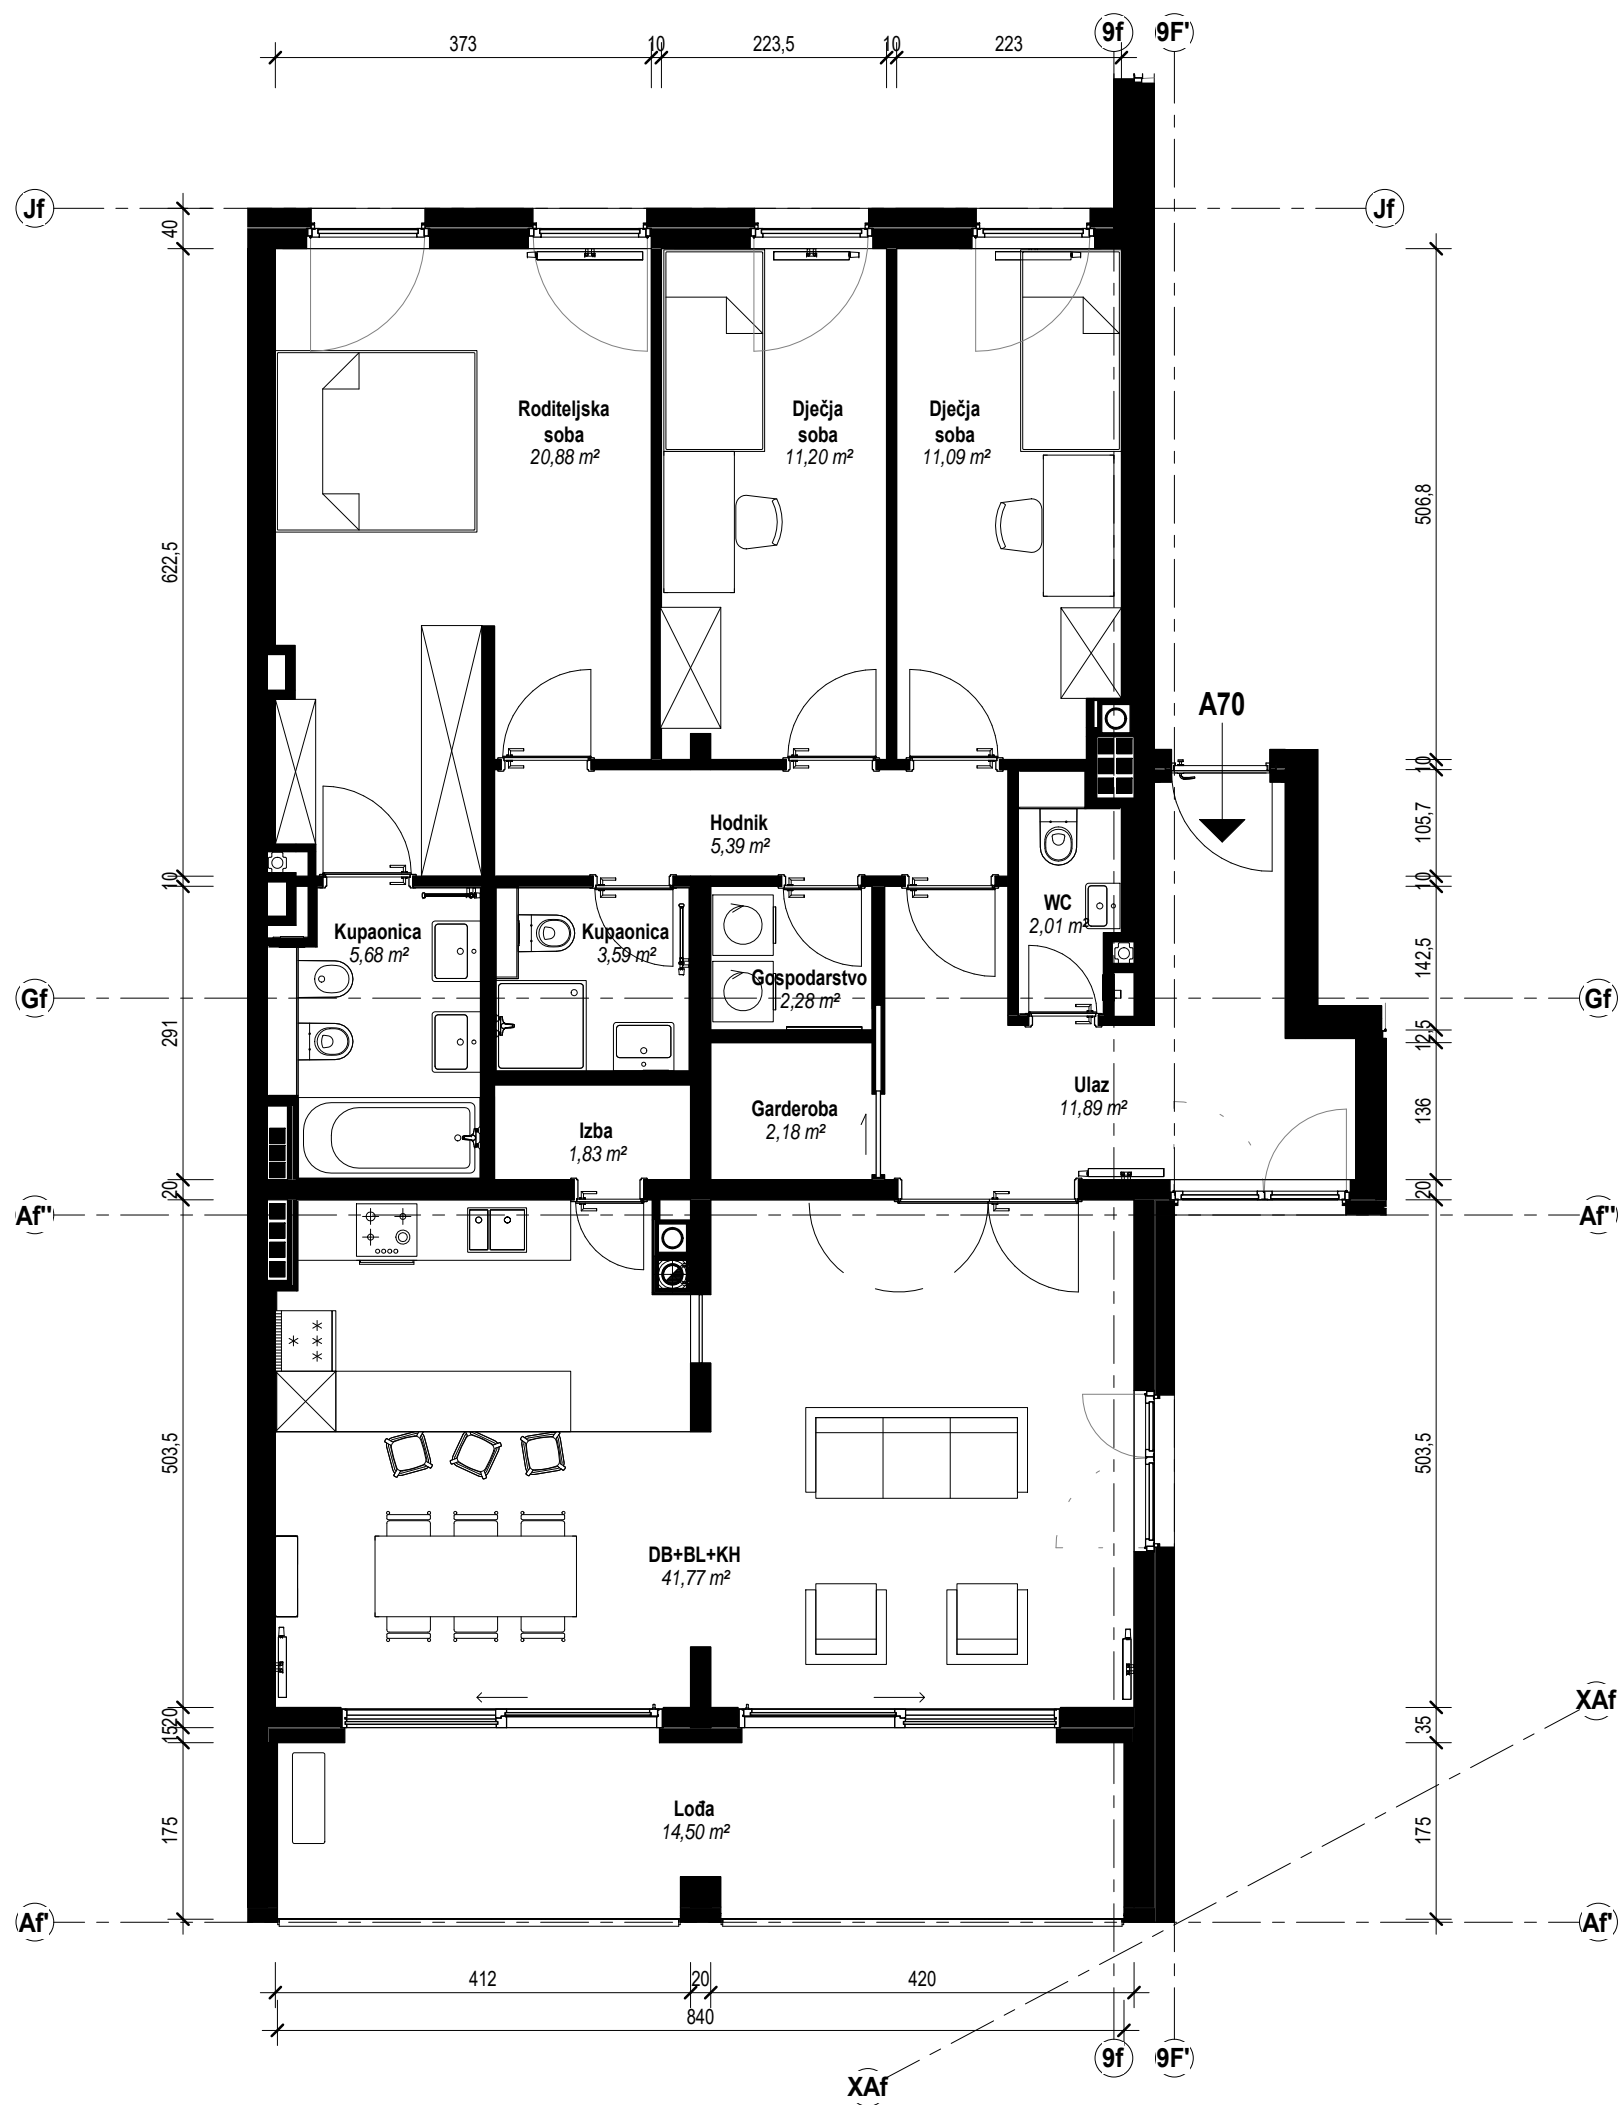 9f
9F'
373
10
223,5
10
223
Jf
Jf
40
Roditeljska
soba
20,88 m²
Dječja
soba
11,20 m²
Dječja
soba
11,09 m²
506,8
622,5
A70
10
105,7
Hodnik
5,39 m²
10
10
WC
2,01 m²
Kupaonica
5,68 m²
Kupaonica
3,59 m²
142,5
Gospodarstvo
2,28 m²
Gf
Gf
291
12,5
Ulaz
11,89 m²
136
Garderoba
2,18 m²
Izba
1,83 m²
20
20
Af''
Af''
503,5
503,5
DB+BL+KH
41,77 m²
XAf
20
15
35
Lođa
14,50 m²
175
175
Af'
Af'
412
20
420
840
9f
9F'
XAf